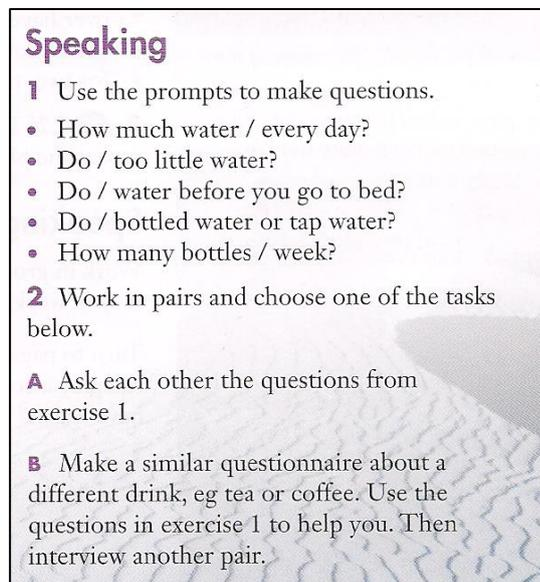 Speaking
1 Use the prompts to make questions.
• How much water / every day?
• Do / too little water?
• Do / water before you go to bed?
• Do / bottled water or tap water?
• How many bottles / week?
2 Work in pairs and choose one of the tasks
below.
A Ask each other the questions from
exercise 1.
B Make a similar questionnaire about a
different drink, eg tea or coffee. Use the
questions in exercise 1 to help you. Then
interview another pair.